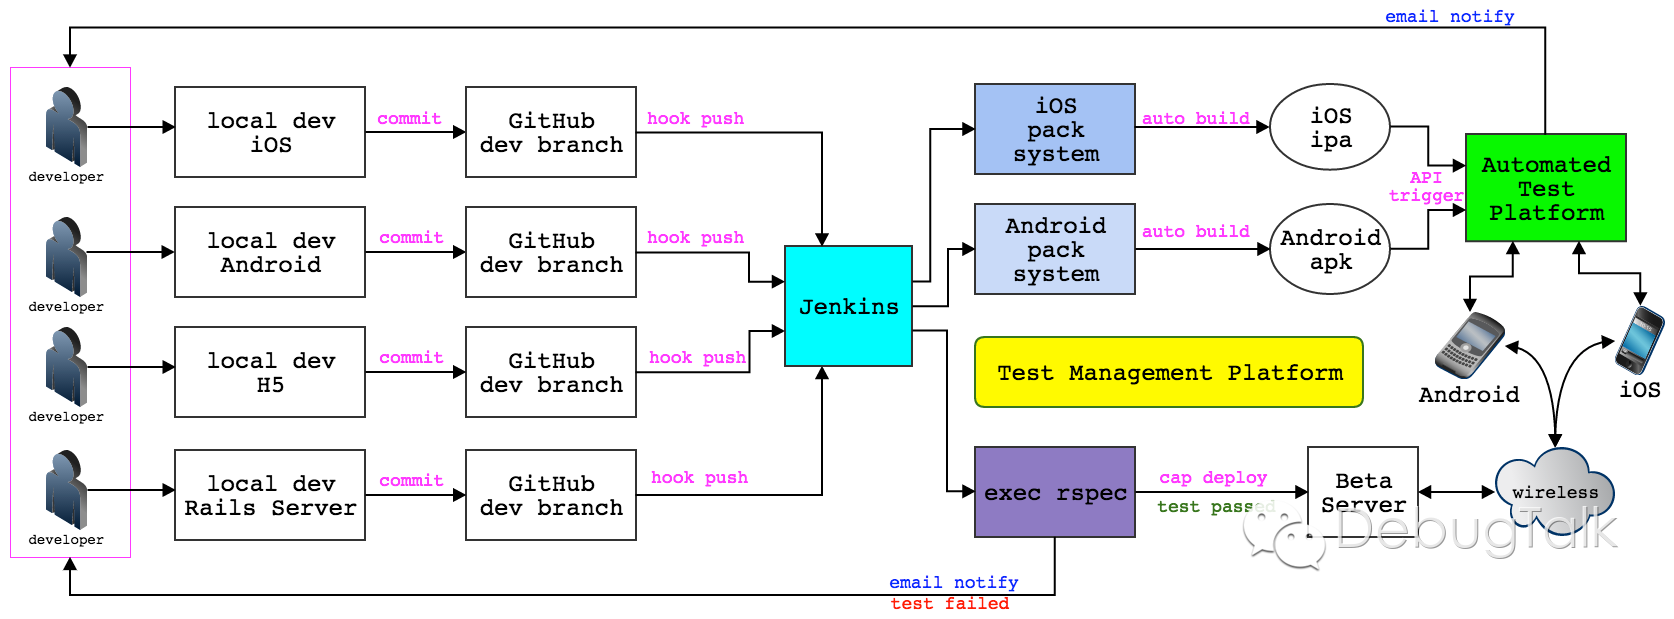 email notify
developer
local dev
iOS
commit
GitHub
dev branch
hook push
iOS
pack
system
auto build
iOS
ipa
API
trigger
Automated
Test
Platform
developer
local dev
Android
commit
GitHub
dev branch
hook push
Android
pack
system
auto build
Android
apk
Jenkins
developer
local dev
H5
commit
GitHub
dev branch
hook push
Test Management Platform
Android
iOS
developer
local dev
Rails Server
commit
GitHub
dev branch
hook push
exec rspec
cap deploy
test passed
Beta
Server
wireless
DebugTalk
email notify
test failed